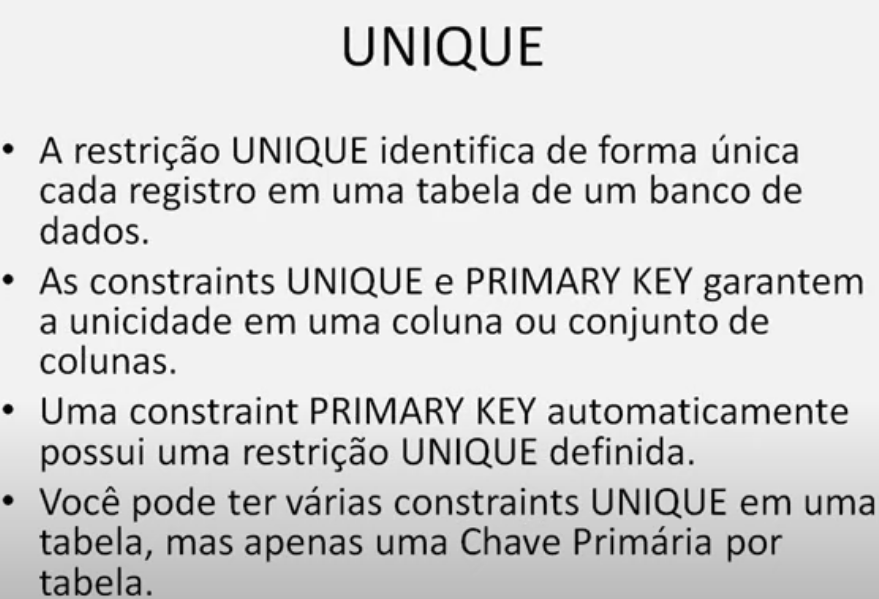 UNIQUE
• A restrição UNIQUE identifica de forma única
cada registro em uma tabela de um banco de
dados.
• As constraints UNIQUE e PRIMARY KEY garantem
a unicidade em uma coluna ou conjunto de
colunas.
• Uma constraint PRIMARY KEY automaticamente
possui uma restrição UNIQUE definida.
• Você pode ter várias constraints UNIQUE em uma
tabela, mas apenas uma Chave Primária por
tabela.